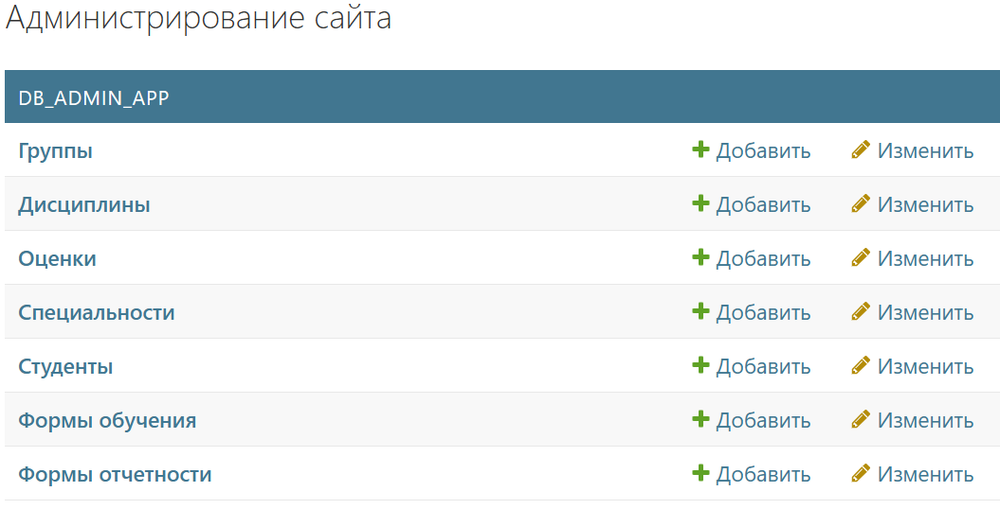 Администрирование сайта
DB_ADMIN_APP
Группы Добавить Изменить
Дисциплины Добавить Изменить
Оценки Добавить Изменить
Специальности Добавить Изменить
Студенты Добавить Изменить
Формы обучения Добавить Изменить
Формы отчетности Добавить Изменить